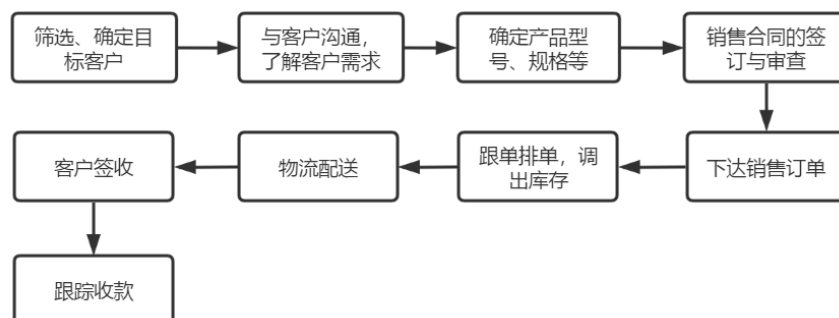 筛选、确定目
标客户
与客户沟通，
了解客户需求
确定产品型
号、规格等
销售合同的签
订与审查
下达销售订单
跟单排单，调
出库存
物流配送
客户签收
跟踪收款